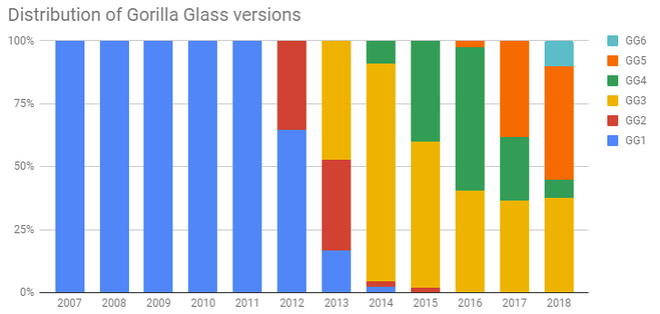 Distribution of Gorilla Glass versions
100%
75%
50%
25%
0%
2007 2008 2009 2010 2011 2012 2013 2014 2015 2016 2017 2018
GG6
GG5
GG4
GG3
GG2
GG1